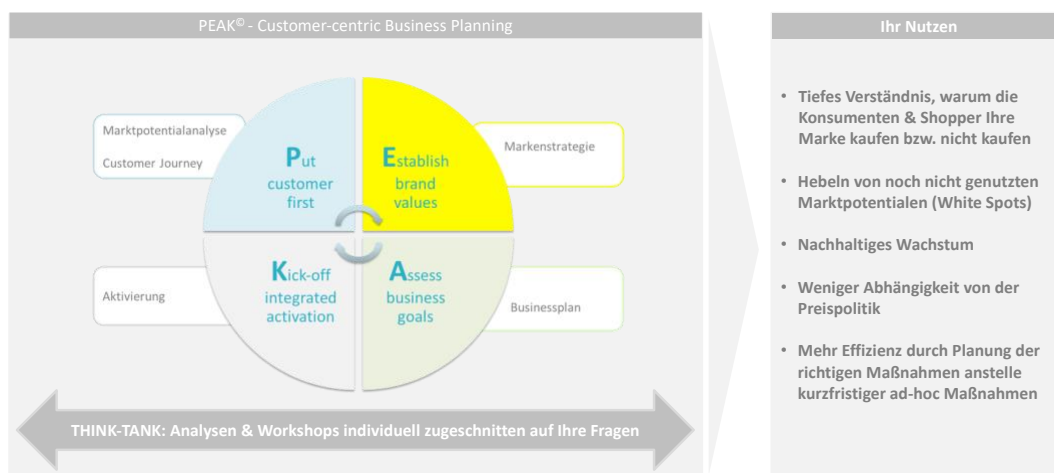 PEAK© - Customer-centric Business Planning
Marktpotentialanalyse
Customer Journey
Put
customer
first
Establish
brand
values
Markenstrategie
Aktivierung
Kick-off
integrated
activation
Assess
business
goals
Businessplan
THINK-TANK: Analysen & Workshops individuell zugeschnitten auf Ihre Fragen
Ihr Nutzen
• Tiefes Verständnis, warum die
Konsumenten & Shopper Ihre
Marke kaufen bzw. nicht kaufen
• Hebeln von noch nicht genutzten
Marktpotentialen (White Spots)
• Nachhaltiges Wachstum
• Weniger Abhängigkeit von der
Preispolitik
• Mehr Effizienz durch Planung der
richtigen Maßnahmen anstelle
kurzfristiger ad-hoc Maßnahmen